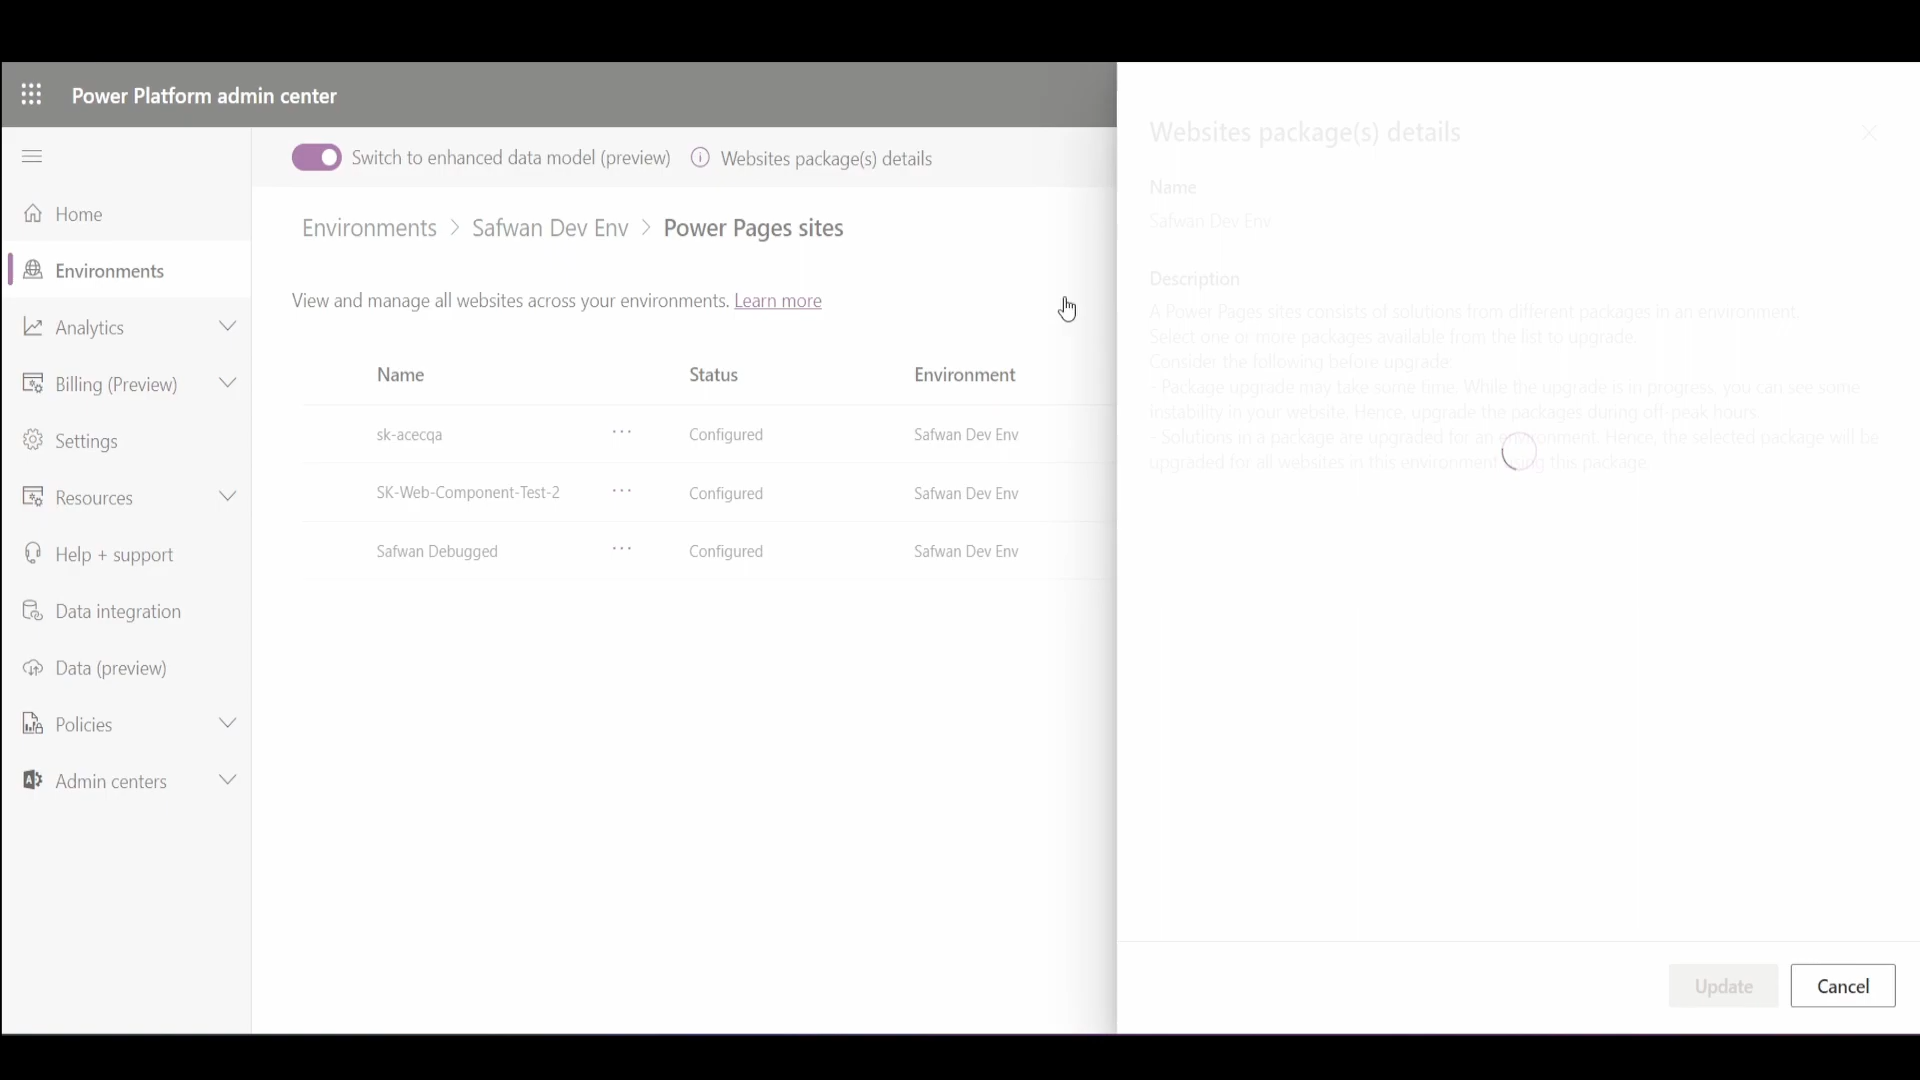 Power Platform admin center
Switch to enhanced data model (preview)
Websites package(s) details
Home
Environments
Analytics
Billing (Preview)
Settings
Resources
Help + support
Data integration
Data (preview)
Policies
Admin centers
Environments > Safwan Dev Env > Power Pages sites
View and manage all websites across your environments. Learn more
Name Status Environment
sk-acecqa ... Configured Safwan Dev Env
SK-Web-Component-Test-2 ... Configured Safwan Dev Env
Safwan Debugged ... Configured Safwan Dev Env
Websites package(s) details
Name
Safwan Dev Env
Description
A Power Pages sites consists of solutions from different packages in an environment.
Select one or more packages available from the list to upgrade.
Consider the following before upgrade:
- Package upgrade may take some time. While the upgrade is in progress, you can see some
instability in your website. Hence, upgrade the packages during off-peak hours.
- Solutions in a package are upgraded for an environment. Hence, the selected package will be
upgraded for all websites in this environment using this package.
Update
Cancel